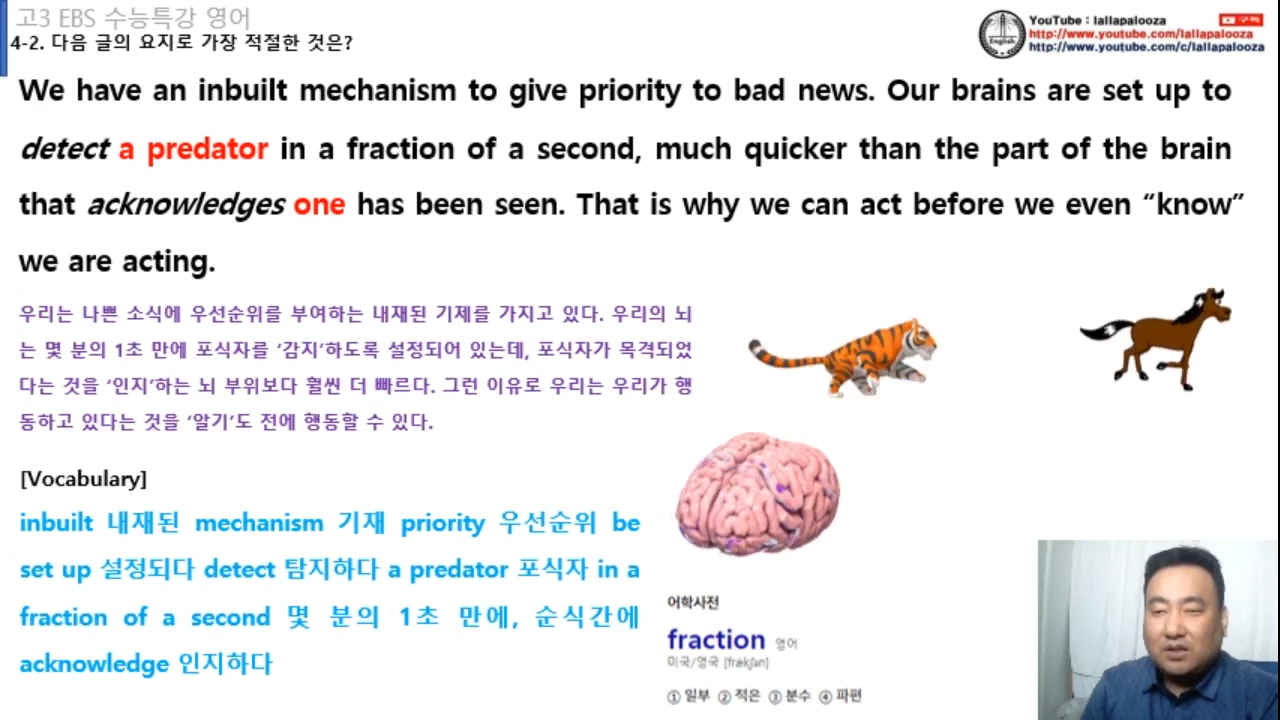 고3 EBS 수능특강 영어
4-2. 다음 글의 요지로 가장 적절한 것은?
YouTube : lallapalooza
구독
http://www.youtube.com/lallapalooza
http://www.youtube.com/c/lallapalooza
English
We have an inbuilt mechanism to give priority to bad news. Our brains are set up to
detect a predator in a fraction of a second, much quicker than the part of the brain
that acknowledges one has been seen. That is why we can act before we even “know”
we are acting.
우리는 나쁜 소식에 우선순위를 부여하는 내재된 기제를 가지고 있다. 우리의 뇌
는 몇 분의 1초 만에 포식자를 ‘감지’하도록 설정되어 있는데, 포식자가 목격되었
다는 것을 ‘인지’하는 뇌 부위보다 훨씬 더 빠르다. 그런 이유로 우리는 우리가 행
동하고 있다는 것을 ‘알기’도 전에 행동할 수 있다.
[Vocabulary]
inbuilt 내재된 mechanism 기재 priority 우선순위 be
set up 설정되다 detect 탐지하다 a predator 포식자 in a
fraction of a second 몇 분의 1초 만에, 순식간에
acknowledge 인지하다
어학사전
fraction 영어
미국/영국 [frǽkʃən]
① 일부 ② 적은 ③ 분수 ④ 파편